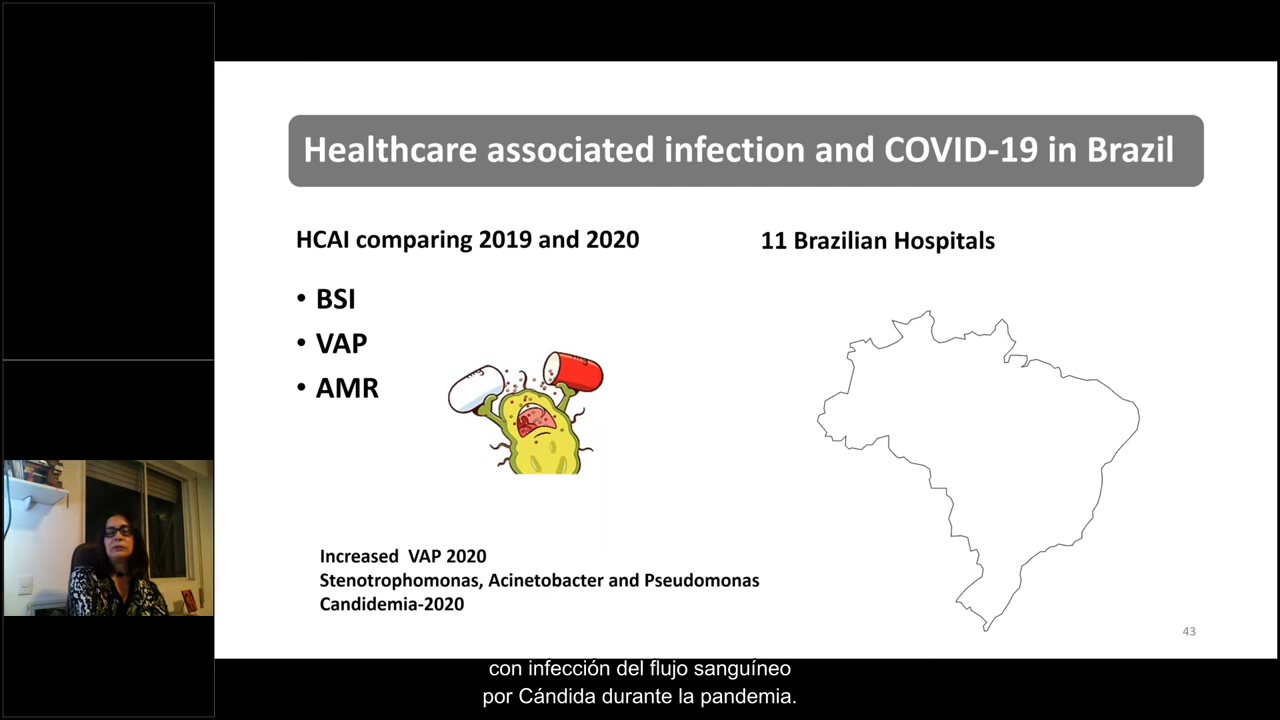 Healthcare associated infection and COVID-19 in Brazil
HCAI comparing 2019 and 2020
• BSI
• VAP
• AMR
11 Brazilian Hospitals
Increased VAP 2020
Stenotrophomonas, Acinetobacter and Pseudomonas
Candidemia-2020
43
con infección del flujo sanguíneo
por Cándida durante la pandemia.